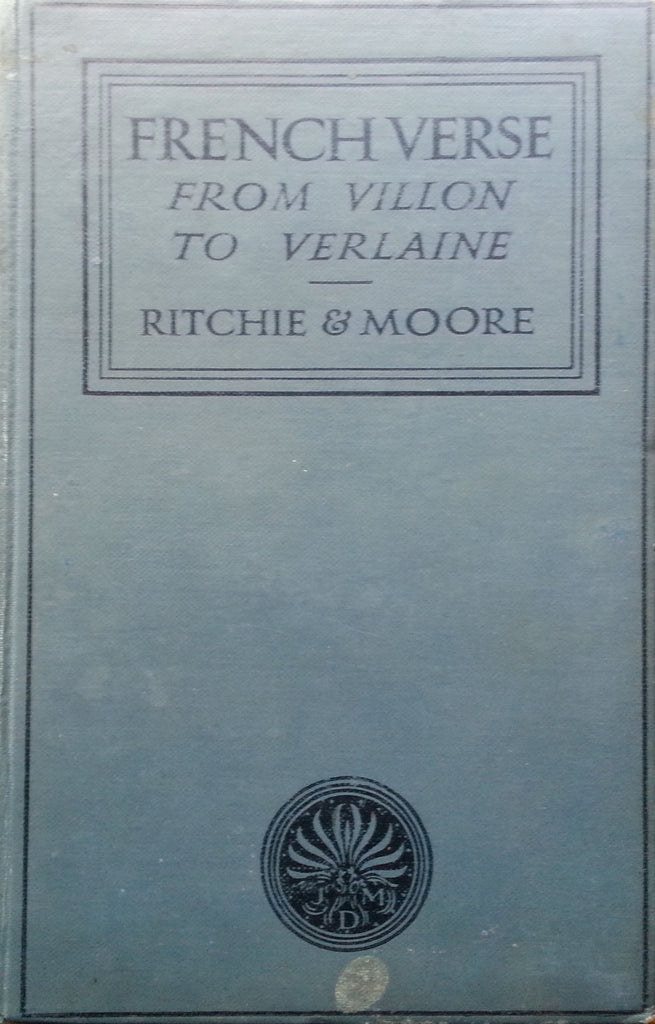 FRENCH VERSE
FROM VILLON
TO VERLAINE
RITCHIE & MOORE
J M
D